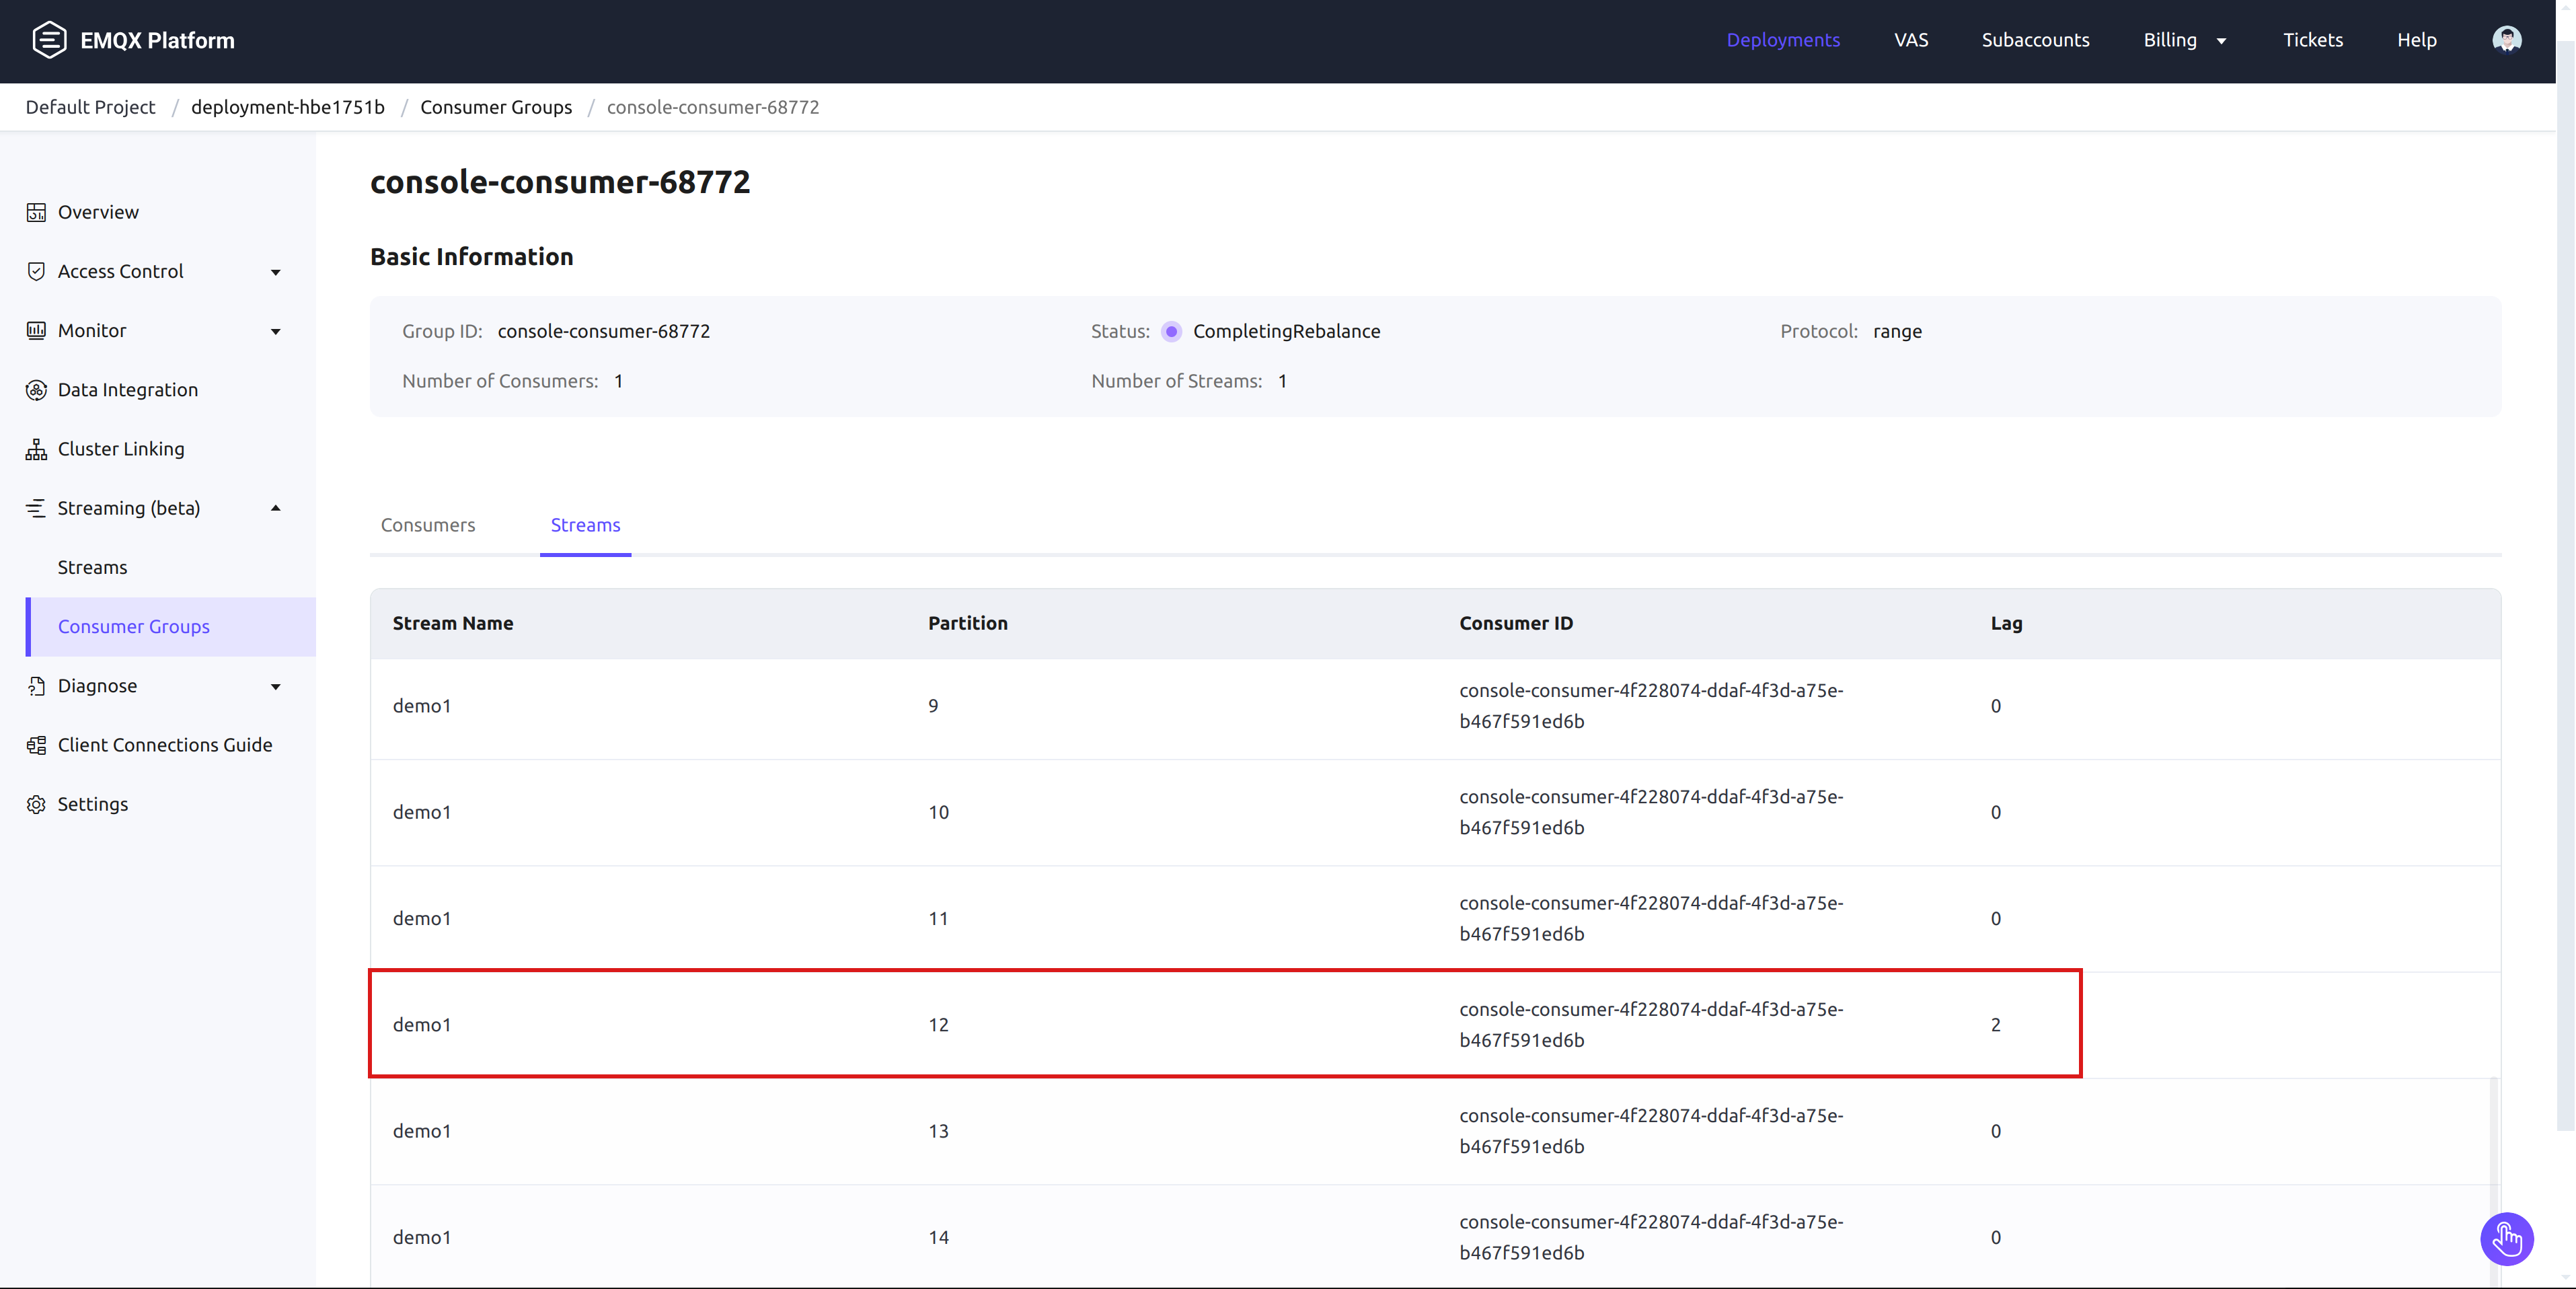 EMQX Platform
Deployments VAS Subaccounts Billing Tickets Help
Default Project / deployment-hbe1751b / Consumer Groups / console-consumer-68772
Overview
Access Control
Monitor
Data Integration
Cluster Linking
Streaming (beta)
Streams
Consumer Groups
Diagnose
Client Connections Guide
Settings
console-consumer-68772
Basic Information
Group ID: console-consumer-68772 Status: CompletingRebalance Protocol: range
Number of Consumers: 1 Number of Streams: 1
Consumers Streams
Stream Name Partition Consumer ID Lag
demo1 9 console-consumer-4f228074-ddaf-4f3d-a75e- 0
b467f591ed6b
demo1 10 console-consumer-4f228074-ddaf-4f3d-a75e- 0
b467f591ed6b
demo1 11 console-consumer-4f228074-ddaf-4f3d-a75e- 0
b467f591ed6b
demo1 12 console-consumer-4f228074-ddaf-4f3d-a75e- 2
b467f591ed6b
demo1 13 console-consumer-4f228074-ddaf-4f3d-a75e- 0
b467f591ed6b
demo1 14 console-consumer-4f228074-ddaf-4f3d-a75e- 0
b467f591ed6b